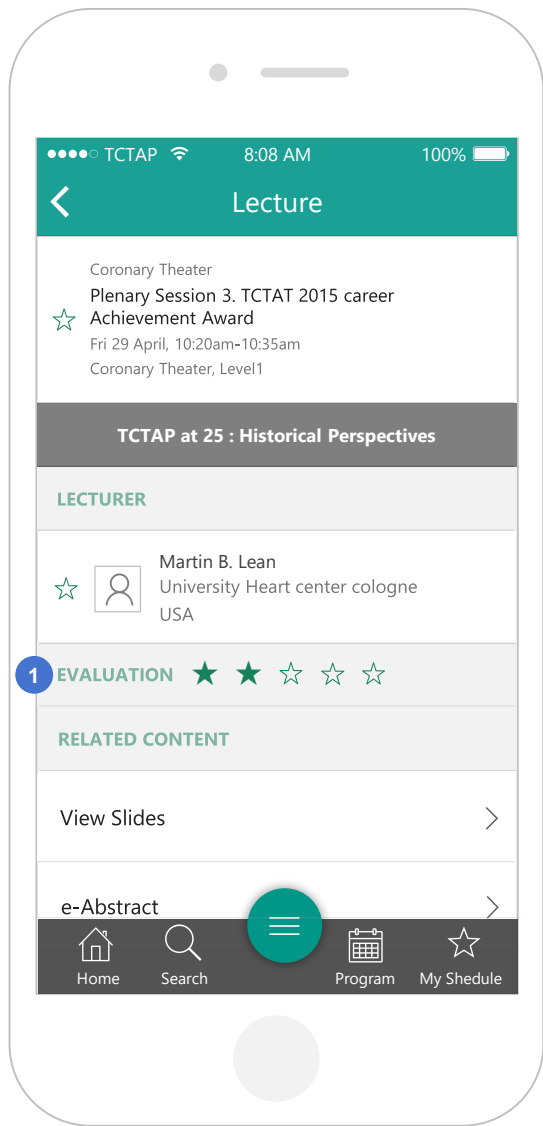 TCTAP 8:08 AM 100%
Lecture
Coronary Theater
Plenary Session 3. TCTAT 2015 career
Achievement Award
Fri 29 April, 10:20am-10:35am
Coronary Theater, Level1
TCTAP at 25 : Historical Perspectives
LECTURER
Martin B. Lean
University Heart center cologne
USA
1 EVALUATION
RELATED CONTENT
View Slides
e-Abstract
Home Search Program My Shedule